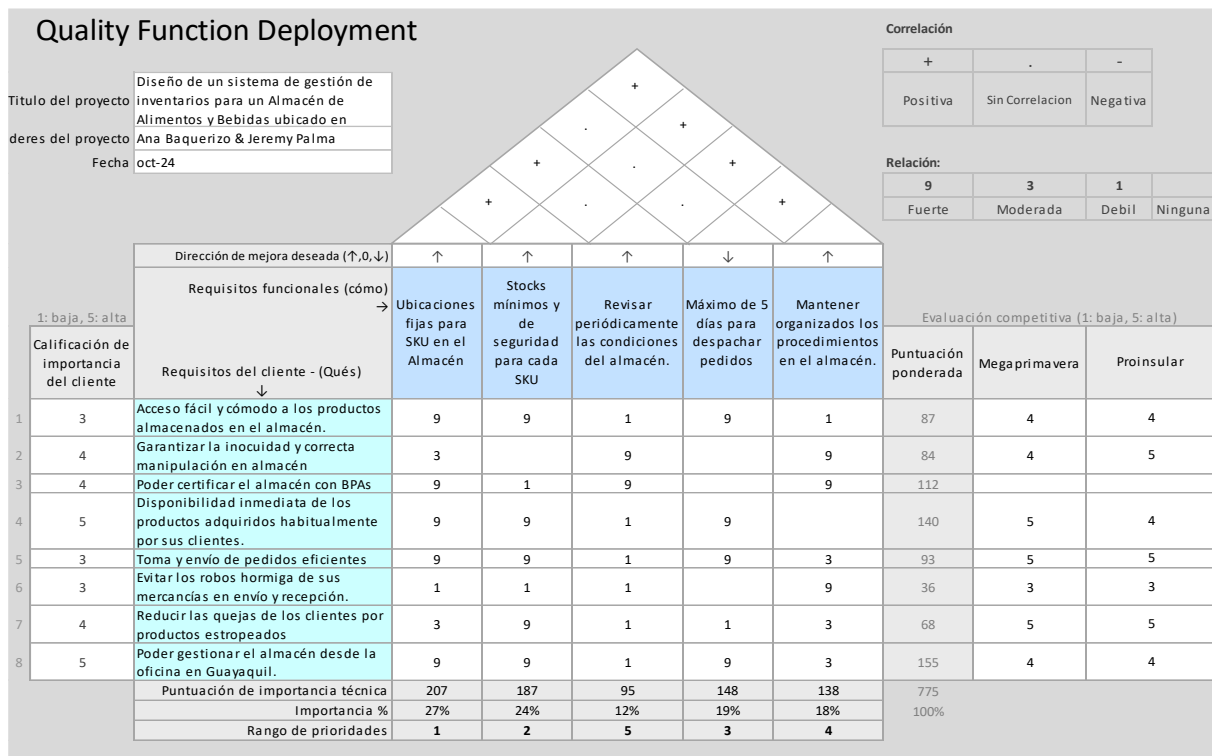 Quality Function Deployment
Correlación
+ . -
Positiva Sin Correlacion Negativa
Titulo del proyecto
Diseño de un sistema de gestión de
inventarios para un Almacén de
Alimentos y Bebidas ubicado en
deres del proyecto Ana Baquerizo & Jeremy Palma
Fecha oct-24
Relación:
9 3 1
Fuerte Moderada Debil Ninguna
+
. +
+ . +
+ . . +
Dirección de mejora deseada (↑,0,↓) ↑ ↑ ↑ ↓ ↑
1: baja, 5: alta
Calificación de
importancia
del cliente
Requisitos funcionales (cómo)
→
Requisitos del cliente - (Qués)
↓
Ubicaciones
fijas para
SKU en el
Almacén
Stocks
mínimos y
de
seguridad
para cada
SKU
Revisar
periódicamente
las condiciones
del almacén.
Máximo de 5
días para
despachar
pedidos
Mantener
organizados los
procedimientos
en el almacén.
Evaluación competitiva (1: baja, 5: alta)
Puntuación
ponderada
Megaprimavera
Proinsular
1 3 Acceso fácil y cómodo a los productos
almacenados en el almacén. 9 9 1 9 1 87 4 4
2 4 Garantizar la inocuidad y correcta
manipulación en almacén 3 9 9 84 4 5
3 4 Poder certificar el almacén con BPAs 9 1 9 9 112
4 5 Disponibilidad inmediata de los
productos adquiridos habitualmente
por sus clientes. 9 9 1 9 140 5 4
5 3 Toma y envío de pedidos eficientes 9 9 1 9 3 93 5 5
6 3 Evitar los robos hormiga de sus
mercancías en envío y recepción. 1 1 1 9 36 3 3
7 4 Reducir las quejas de los clientes por
productos estropeados 3 9 1 1 3 68 5 5
8 5 Poder gestionar el almacén desde la
oficina en Guayaquil. 9 9 1 9 3 155 4 4
Puntuación de importancia técnica 207 187 95 148 138 775
Importancia % 27% 24% 12% 19% 18% 100%
Rango de prioridades 1 2 5 3 4